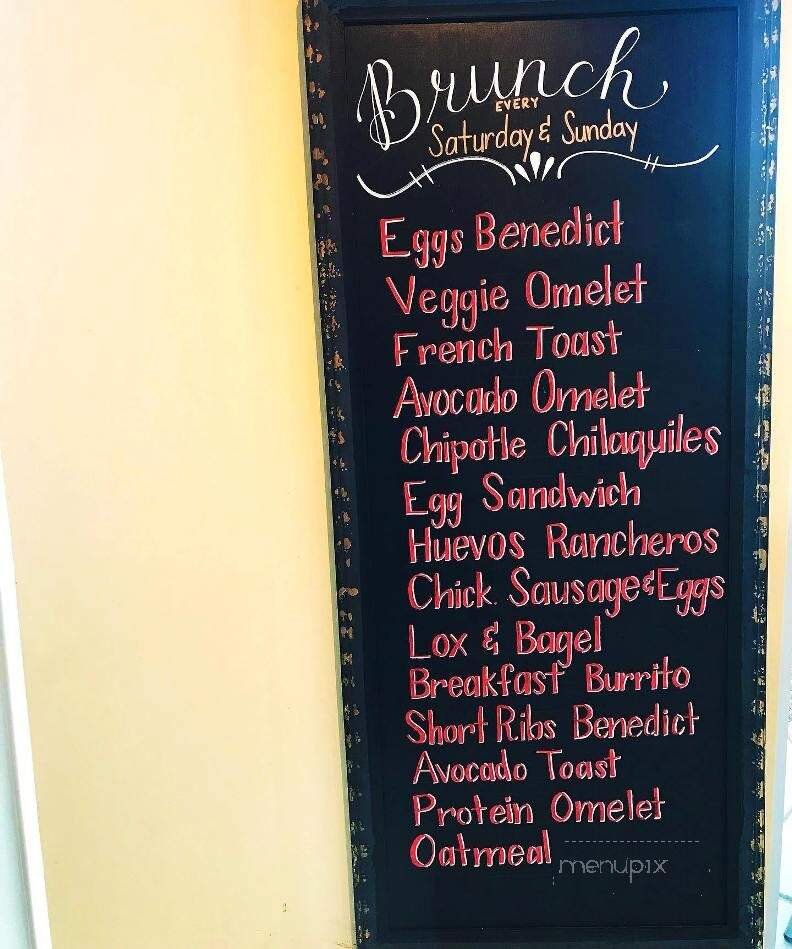 Brunch
EVERY
Saturday & Sunday
Eggs Benedict
Veggie Omelet
French Toast
Avocado Omelet
Chipotle Chilaquiles
Egg Sandwich
Huevos Rancheros
Chick. Sausage & Eggs
Lox & Bagel
Breakfast Burrito
Short Ribs Benedict
Avocado Toast
Protein Omelet
Oatmeal
menupix